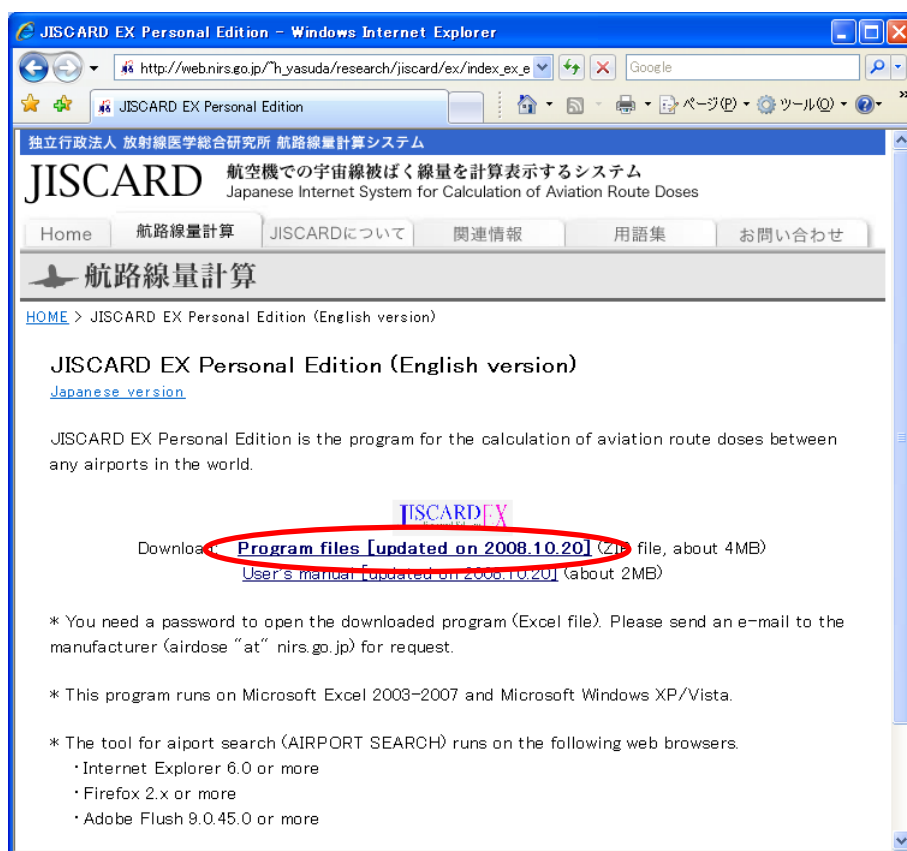 JISCARD EX Personal Edition - Windows Internet Explorer
http://web.nirs.go.jp/~h_yasuda/research/jiscard/ex/index_ex_e
Google
JISCARD EX Personal Edition
ページ(P)
ツール(O)
独立行政法人 放射線医学総合研究所 航路線量計算システム
JISCARD
航空機での宇宙線被ばく線量を計算表示するシステム
Japanese Internet System for Calculation of Aviation Route Doses
Home 航路線量計算 JISCARDについて 関連情報 用語集 お問い合わせ
航路線量計算
HOME > JISCARD EX Personal Edition (English version)
JISCARD EX Personal Edition (English version)
Japanese version
JISCARD EX Personal Edition is the program for the calculation of aviation route doses between
any airports in the world.
JISCARD EX
Download: Program files [updated on 2008.10.20] (ZIP file, about 4MB)
User's manual [updated on 2008.10.20] (about 2MB)
* You need a password to open the downloaded program (Excel file). Please send an e-mail to the
manufacturer (airdose "at" nirs.go.jp) for request.
* This program runs on Microsoft Excel 2003-2007 and Microsoft Windows XP/Vista.
* The tool for aiport search (AIRPORT SEARCH) runs on the following web browsers.
・Internet Explorer 6.0 or more
・Firefox 2.x or more
・Adobe Flush 9.0.45.0 or more